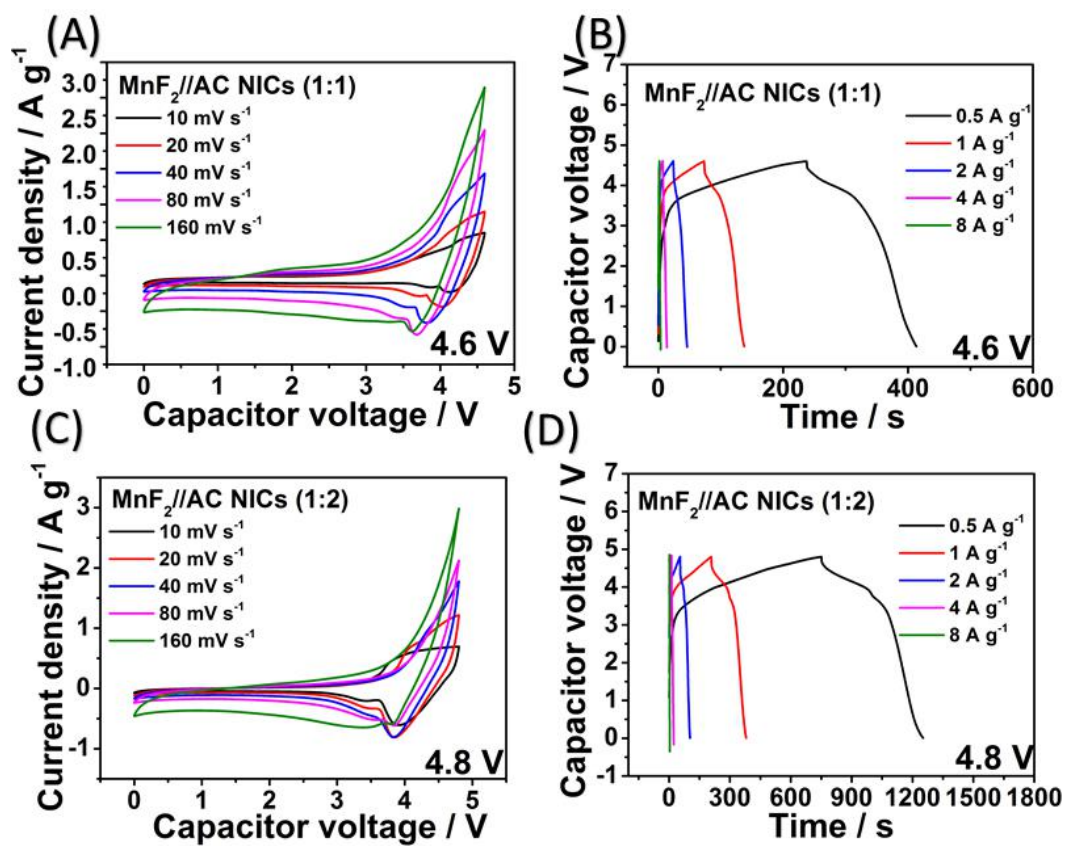 (A)
MnF₂//AC NICs (1:1)
10 mV s⁻¹
20 mV s⁻¹
40 mV s⁻¹
80 mV s⁻¹
160 mV s⁻¹
3.0
2.5
2.0
1.5
1.0
0.5
0.0
-0.5
-1.0
0 1 2 3 4 5
4.6 V
Current density / A g⁻¹
Capacitor voltage / V
(B)
MnF₂//AC NICs (1:1)
0.5 A g⁻¹
1 A g⁻¹
2 A g⁻¹
4 A g⁻¹
8 A g⁻¹
7
6
5
4
3
2
1
0
0 200 400 600
4.6 V
Capacitor voltage / V
Time / s
(C)
MnF₂//AC NICs (1:2)
10 mV s⁻¹
20 mV s⁻¹
40 mV s⁻¹
80 mV s⁻¹
160 mV s⁻¹
3
2
1
0
-1
0 1 2 3 4 5
4.8 V
Current density / A g⁻¹
Capacitor voltage / V
(D)
MnF₂//AC NICs (1:2)
0.5 A g⁻¹
1 A g⁻¹
2 A g⁻¹
4 A g⁻¹
8 A g⁻¹
7
6
5
4
3
2
1
0
-1
0 300 600 900 1200 1500 1800
4.8 V
Capacitor voltage / V
Time / s